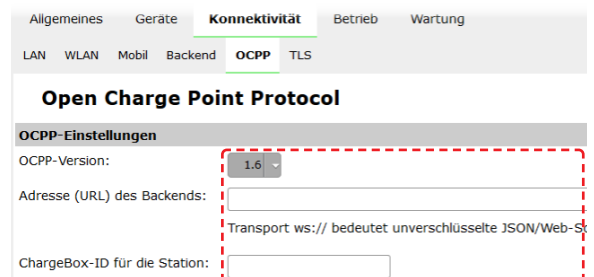 Allgemeines Geräte Konnektivität Betrieb Wartung
LAN WLAN Mobil Backend OCPP TLS
Open Charge Point Protocol
OCPP-Einstellungen
OCPP-Version: 1.6
Adresse (URL) des Backends:
Transport ws:// bedeutet unverschlüsselte JSON/Web-
ChargeBox-ID für die Station: